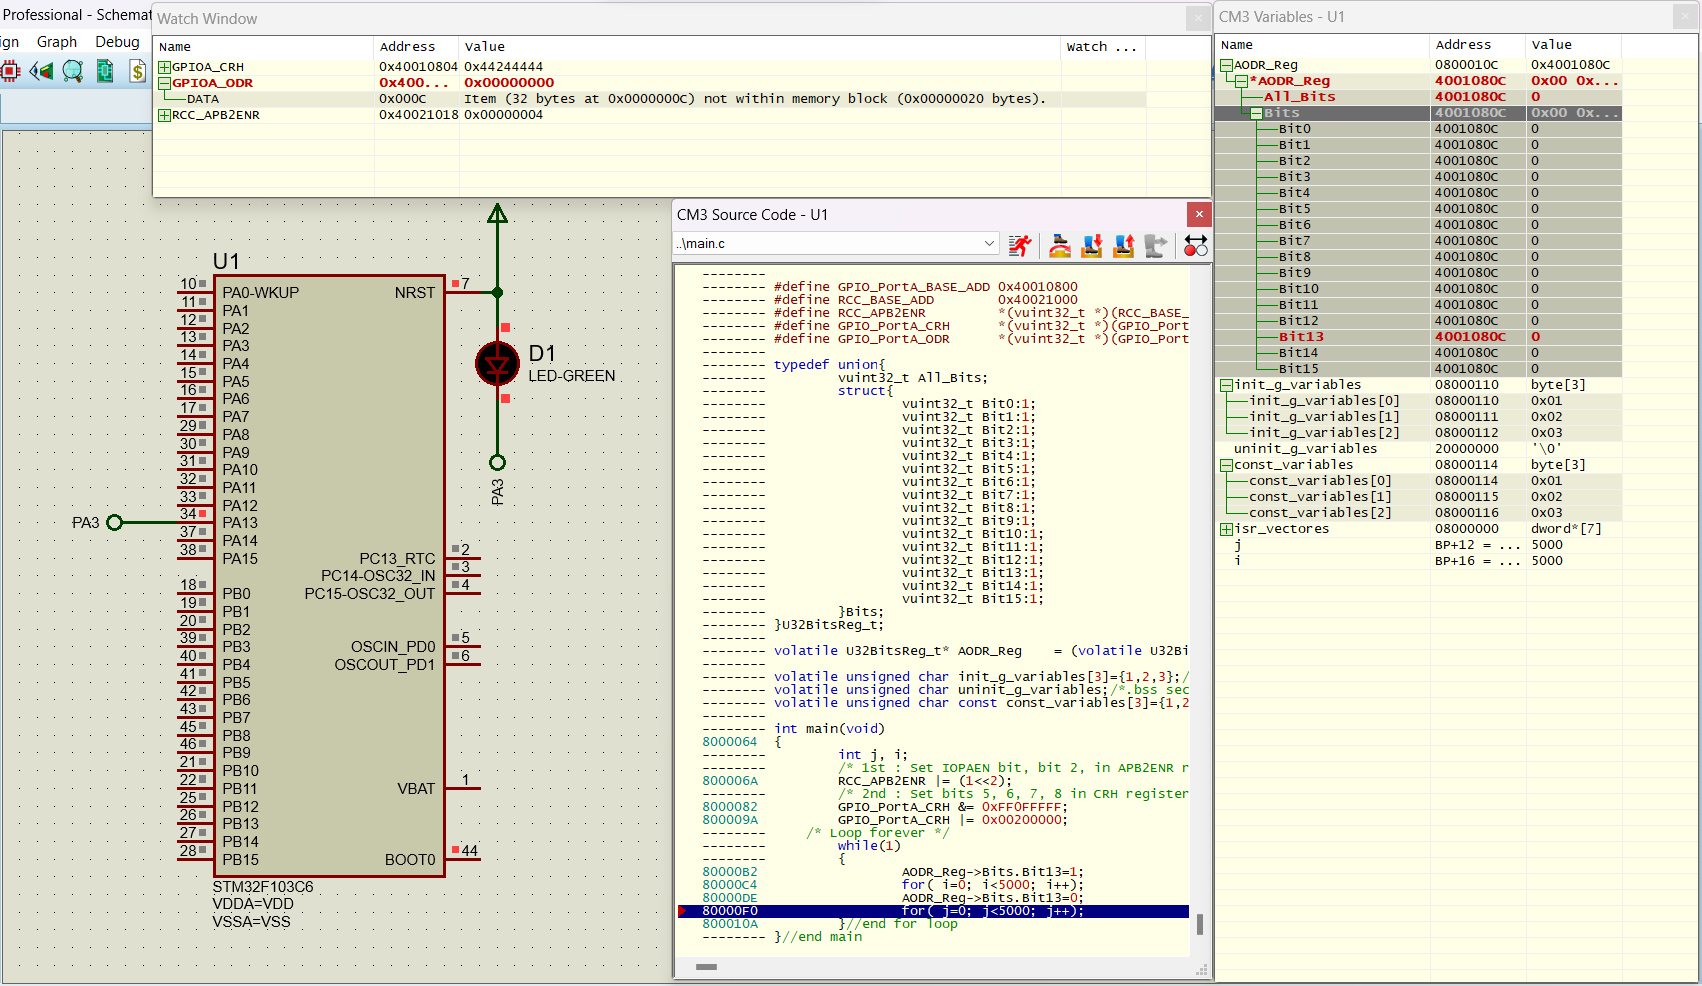 Professional - Schemat
ign Graph Debug
Watch Window
Name Address Value Watch ...
GPIOA_CRH 0x40010804 0x44244444
GPIOA_ODR 0x400... 0x00000000
DATA 0x000C Item (32 bytes at 0x0000000C) not within memory block (0x00000020 bytes).
RCC_APB2ENR 0x40021018 0x00000004
U1
10 PA0-WKUP NRST 7
11 PA1
12 PA2
13 PA3
14 PA4
15 PA5
16 PA6
17 PA7
29 PA8
30 PA9
31 PA10
32 PA11
33 PA12
PA3 34 PA13
37 PA14
38 PA15 PC13_RTC 2
PC14-OSC32_IN 3
18 PB0 PC15-OSC32_OUT 4
19 PB1
20 PB2
39 PB3 OSCIN_PD0 5
40 PB4 OSCOUT_PD1 6
41 PB5
42 PB6
43 PB7
45 PB8
46 PB9
21 PB10
22 PB11 VBAT 1
25 PB12
26 PB13
27 PB14
28 PB15 BOOT0 44
STM32F103C6
VDDA=VDD
VSSA=VSS
D1
LED-GREEN
PA3
CM3 Source Code - U1
..\main.c
--------
-------- #define GPIO_PortA_BASE_ADD 0x40010800
-------- #define RCC_BASE_ADD 0x40021000
-------- #define RCC_APB2ENR *(vuint32_t *)(RCC_BASE_
-------- #define GPIO_PortA_CRH *(vuint32_t *)(GPIO_Port
-------- #define GPIO_PortA_ODR *(vuint32_t *)(GPIO_Port
--------
-------- typedef union{
-------- vuint32_t All_Bits;
-------- struct{
-------- vuint32_t Bit0:1;
-------- vuint32_t Bit1:1;
-------- vuint32_t Bit2:1;
-------- vuint32_t Bit3:1;
-------- vuint32_t Bit4:1;
-------- vuint32_t Bit5:1;
-------- vuint32_t Bit6:1;
-------- vuint32_t Bit7:1;
-------- vuint32_t Bit8:1;
-------- vuint32_t Bit9:1;
-------- vuint32_t Bit10:1;
-------- vuint32_t Bit11:1;
-------- vuint32_t Bit12:1;
-------- vuint32_t Bit13:1;
-------- vuint32_t Bit14:1;
-------- vuint32_t Bit15:1;
-------- }Bits;
-------- }U32BitsReg_t;
--------
-------- volatile U32BitsReg_t* AODR_Reg = (volatile U32Bi
--------
-------- volatile unsigned char init_g_variables[3]={1,2,3};/
-------- volatile unsigned char uninit_g_variables;/*.bss sec
-------- volatile unsigned char const const_variables[3]={1,2
--------
-------- int main(void)
8000064 {
-------- int j, i;
-------- /* 1st : Set IOPAEN bit, bit 2, in APB2ENR r
800006A RCC_APB2ENR |= (1<<2);
-------- /* 2nd : Set bits 5, 6, 7, 8 in CRH register
8000082 GPIO_PortA_CRH &= 0xFF0FFFFF;
800009A GPIO_PortA_CRH |= 0x00200000;
-------- /* Loop forever */
-------- while(1)
-------- {
80000B2 AODR_Reg->Bits.Bit13=1;
80000C4 for( i=0; i<5000; i++);
80000DE AODR_Reg->Bits.Bit13=0;
80000F0 for( j=0; j<5000; j++);
800010A }//end for loop
-------- }//end main
CM3 Variables - U1
Name Address Value
AODR_Reg 0800010C 0x4001080C
*AODR_Reg 4001080C 0x00 0x...
All_Bits 4001080C 0
Bits 4001080C 0x00 0x...
Bit0 4001080C 0
Bit1 4001080C 0
Bit2 4001080C 0
Bit3 4001080C 0
Bit4 4001080C 0
Bit5 4001080C 0
Bit6 4001080C 0
Bit7 4001080C 0
Bit8 4001080C 0
Bit9 4001080C 0
Bit10 4001080C 0
Bit11 4001080C 0
Bit12 4001080C 0
Bit13 4001080C 0
Bit14 4001080C 0
Bit15 4001080C 0
init_g_variables 08000110 byte[3]
init_g_variables[0] 08000110 0x01
init_g_variables[1] 08000111 0x02
init_g_variables[2] 08000112 0x03
uninit_g_variables 20000000 '\0'
const_variables 08000114 byte[3]
const_variables[0] 08000114 0x01
const_variables[1] 08000115 0x02
const_variables[2] 08000116 0x03
isr_vectores 08000000 dword*[7]
j BP+12 = ... 5000
i BP+16 = ... 5000